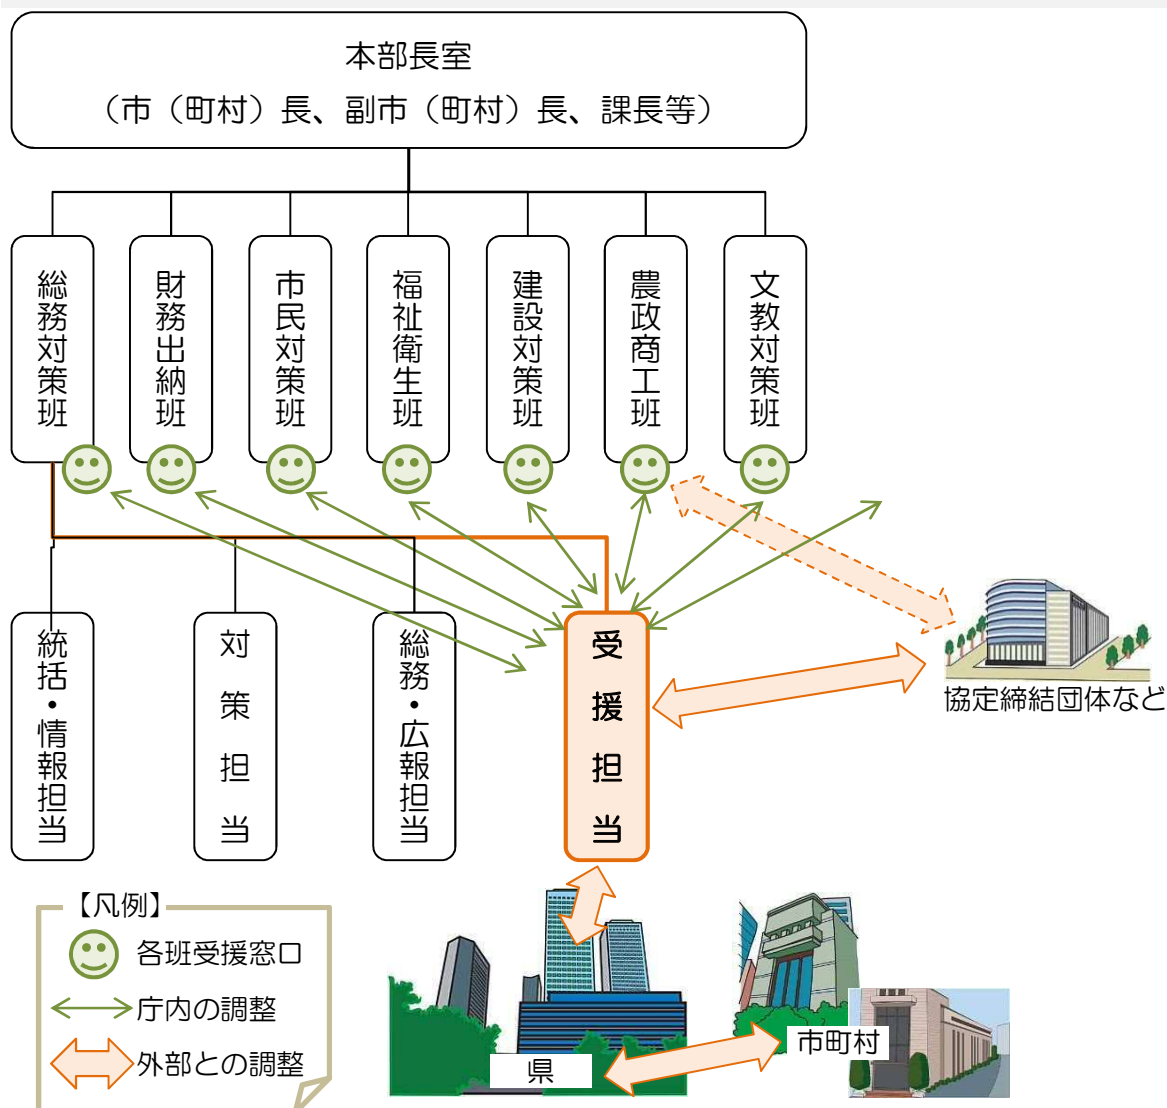 本部長室
（市（町村）長、副市（町村）長、課長等）
総務対策班
財務出納班
市民対策班
福祉衛生班
建設対策班
農政商工班
文教対策班
統括・情報担当
対策担当
総務・広報担当
受援担当
協定締結団体など
【凡例】
各班受援窓口
庁内の調整
外部との調整
県
市町村